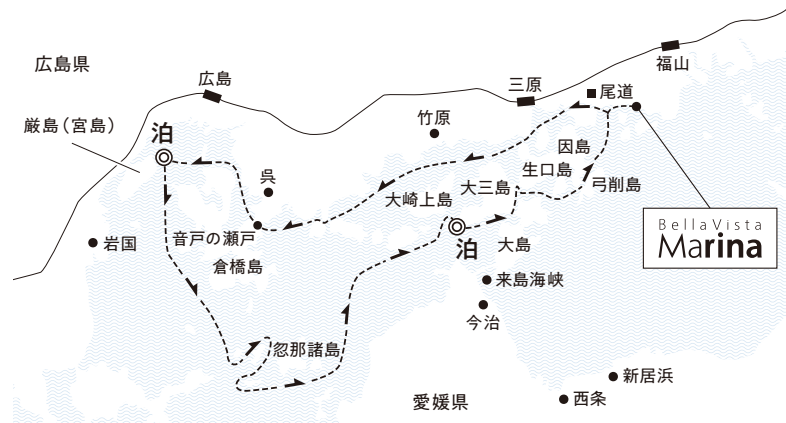 広島県
広島
三原
福山
尾道
厳島（宮島）
泊
竹原
因島
生口島
弓削島
呉
大三島
大崎上島
BellaVista
Marina
音戸の瀬戸
岩国
倉橋島
泊
大島
来島海峡
今治
忽那諸島
新居浜
西条
愛媛県